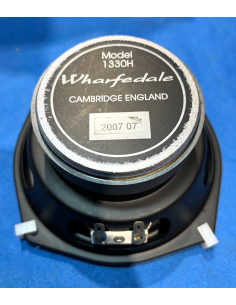 Model
1330H
Wharfedale
CAMBRIDGE ENGLAND
2007 07